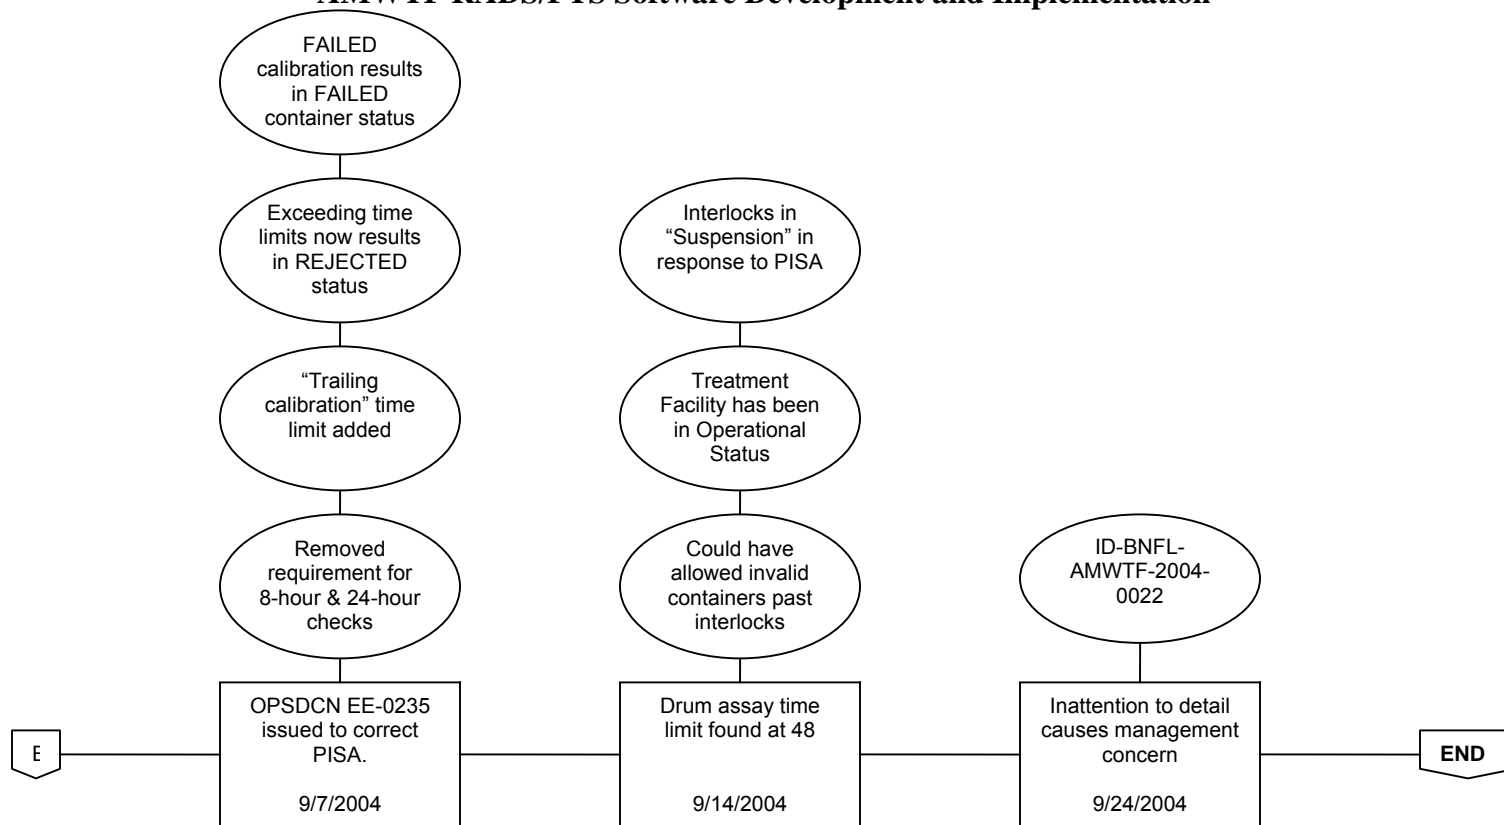 AMWTF RADS/PTS Software Development and Implementation
FAILED
calibration results
in FAILED
container status
Exceeding time
limits now results
in REJECTED
status
“Trailing
calibration” time
limit added
Removed
requirement for
8-hour & 24-hour
checks
OPSDCN EE-0235
issued to correct
PISA.
9/7/2004
Interlocks in
“Suspension” in
response to PISA
Treatment
Facility has been
in Operational
Status
Could have
allowed invalid
containers past
interlocks
Drum assay time
limit found at 48
9/14/2004
ID-BNFL-
AMWTF-2004-
0022
Inattention to detail
causes management
concern
9/24/2004
E
END